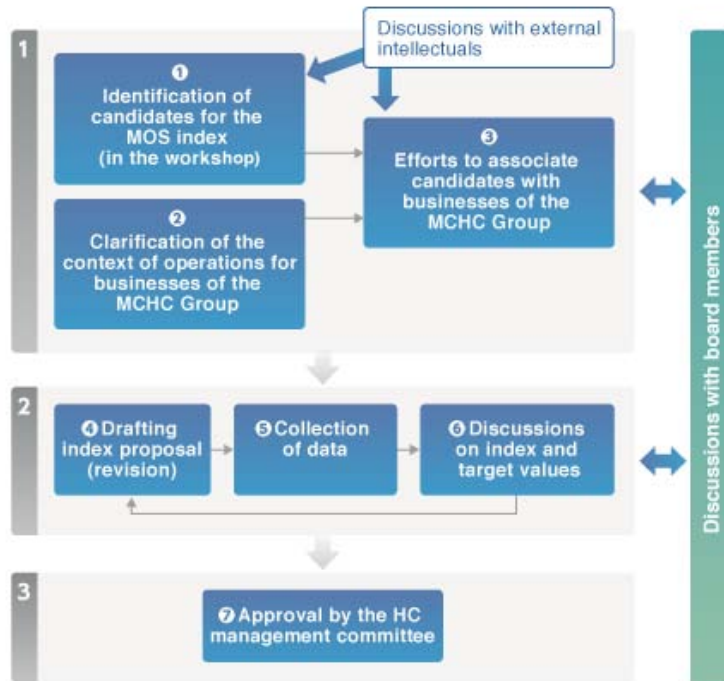 Discussions with external
intellectuals
1
❶
Identification of
candidates for the
MOS index
(in the workshop)
❷
Clarification of the
context of operations for
businesses of the
MCHC Group
❸
Efforts to associate
candidates with
businesses of the
MCHC Group
2
❹Drafting
index proposal
(revision)
❺Collection
of data
❻Discussions
on index and
target values
3
❼Approval by the HC
management committee
Discussions with board members